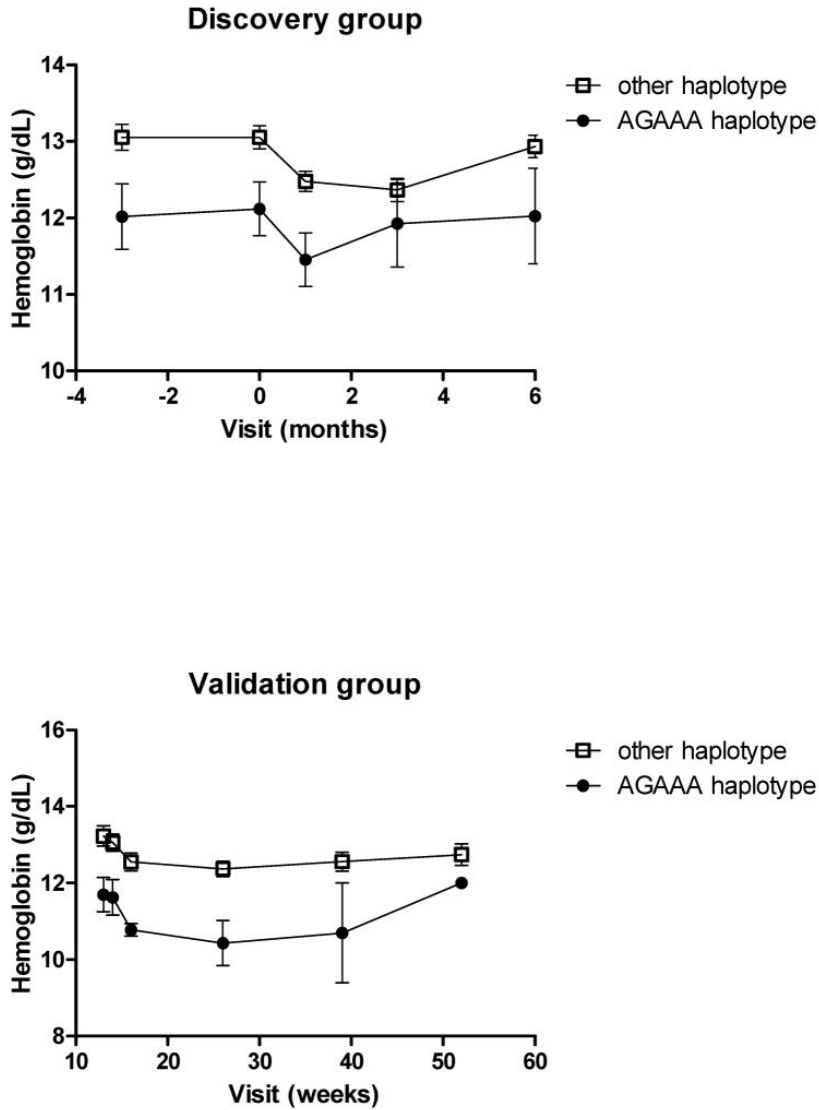 Discovery group
14
13
12
11
10
Hemoglobin (g/dL)
-4 -2 0 2 4 6
Visit (months)
other haplotype
AGAAA haplotype
Validation group
16
14
12
10
8
Hemoglobin (g/dL)
10 20 30 40 50 60
Visit (weeks)
other haplotype
AGAAA haplotype